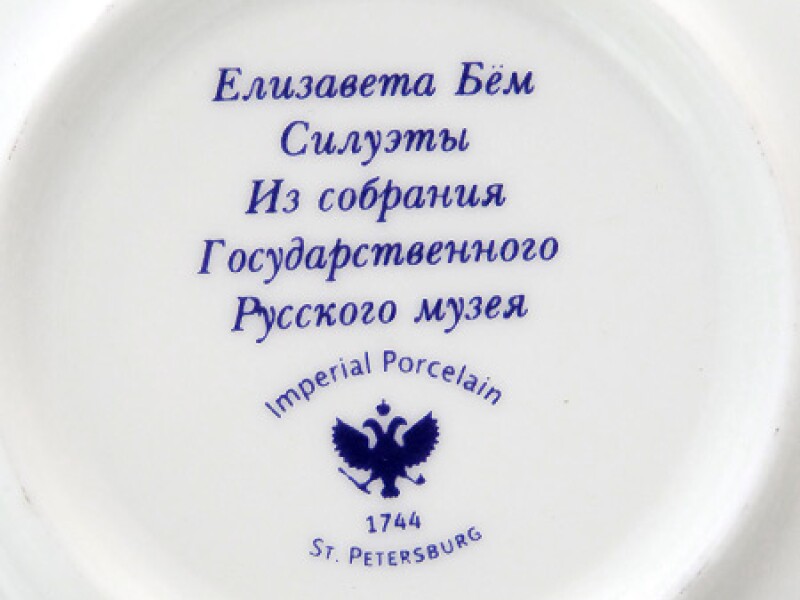 Елизавета Бём
Силуэты
Из собрания
Государственного
Русского музея
Imperial Porcelain
1744
St. Petersburg